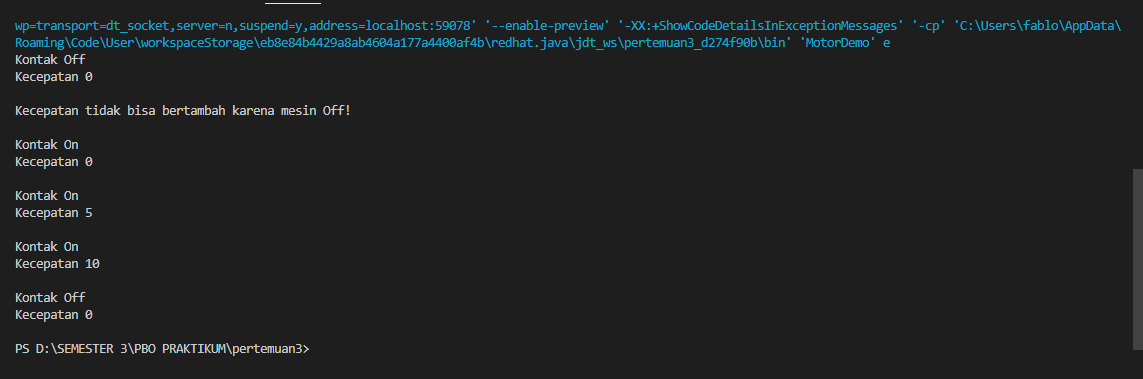 wp=transport=dt_socket,server=n,suspend=y,address=localhost:59078' '--enable-preview' '-XX:+ShowCodeDetailsInExceptionMessages' '-cp' 'C:\Users\fablo\AppData\
Roaming\Code\User\workspaceStorage\eb8e84b4429a8ab4604a177a4400af4b\redhat.java\jdt_ws\pertemuan3_d274f90b\bin' 'MotorDemo' e
Kontak Off
Kecepatan 0
Kecepatan tidak bisa bertambah karena mesin Off!
Kontak On
Kecepatan 0
Kontak On
Kecepatan 5
Kontak On
Kecepatan 10
Kontak Off
Kecepatan 0
PS D:\SEMESTER 3\PBO PRAKTIKUM\pertemuan3>